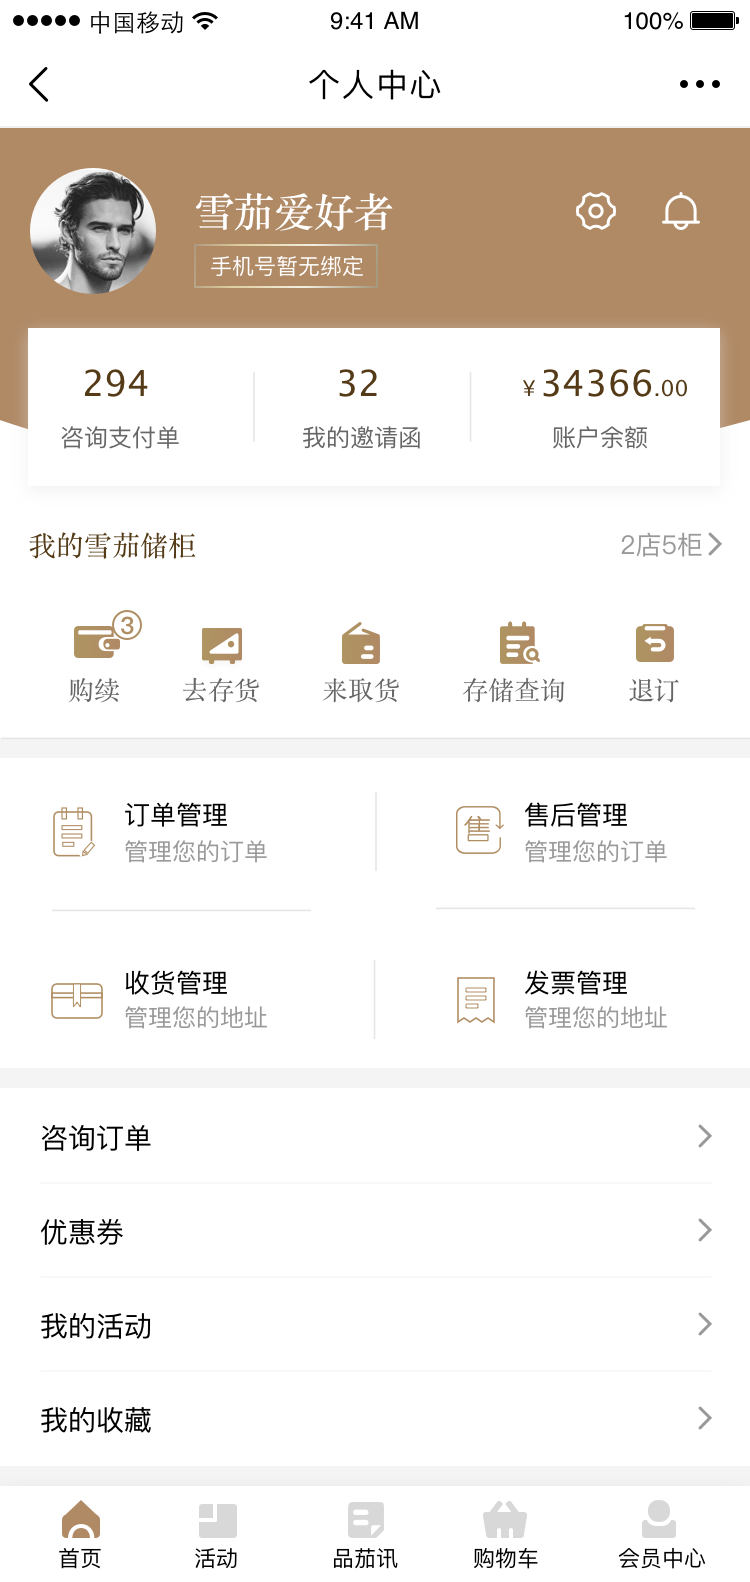 中国移动 9:41 AM 100%
个人中心
雪茄爱好者
手机号暂无绑定
294 32 ¥34366.00
咨询支付单 我的邀请函 账户余额
我的雪茄储柜 2店5柜
3
购续 去存货 来取货 存储查询 退订
订单管理 售后管理
管理您的订单 售 管理您的订单
收货管理 发票管理
管理您的地址 管理您的地址
咨询订单
优惠券
我的活动
我的收藏
首页 活动 品茄讯 购物车 会员中心